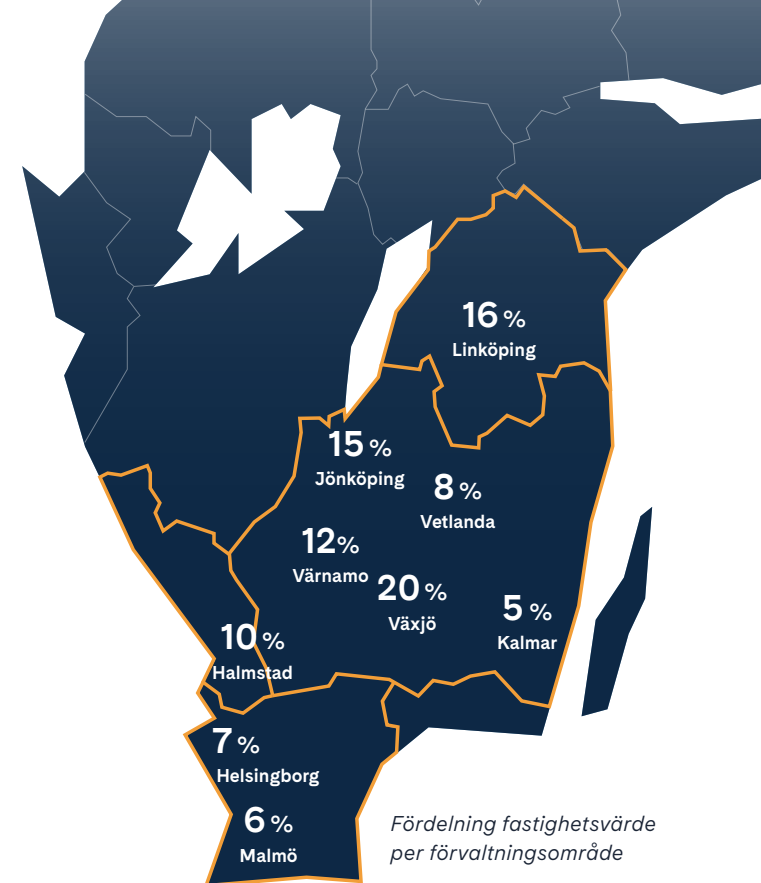 16 %
Linköping
15 %
Jönköping
8 %
Vetlanda
12%
Värnamo
20 %
Växjö
5 %
Kalmar
10 %
Halmstad
7 %
Helsingborg
6 %
Malmö
Fördelning fastighetsvärde
per förvaltningsområde